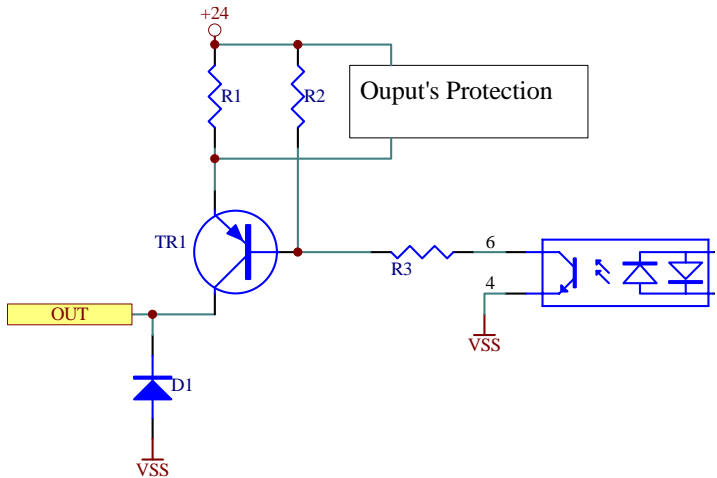 +24
R1
R2
Ouput's Protection
TR1
6
R3
4
OUT
VSS
D1
VSS